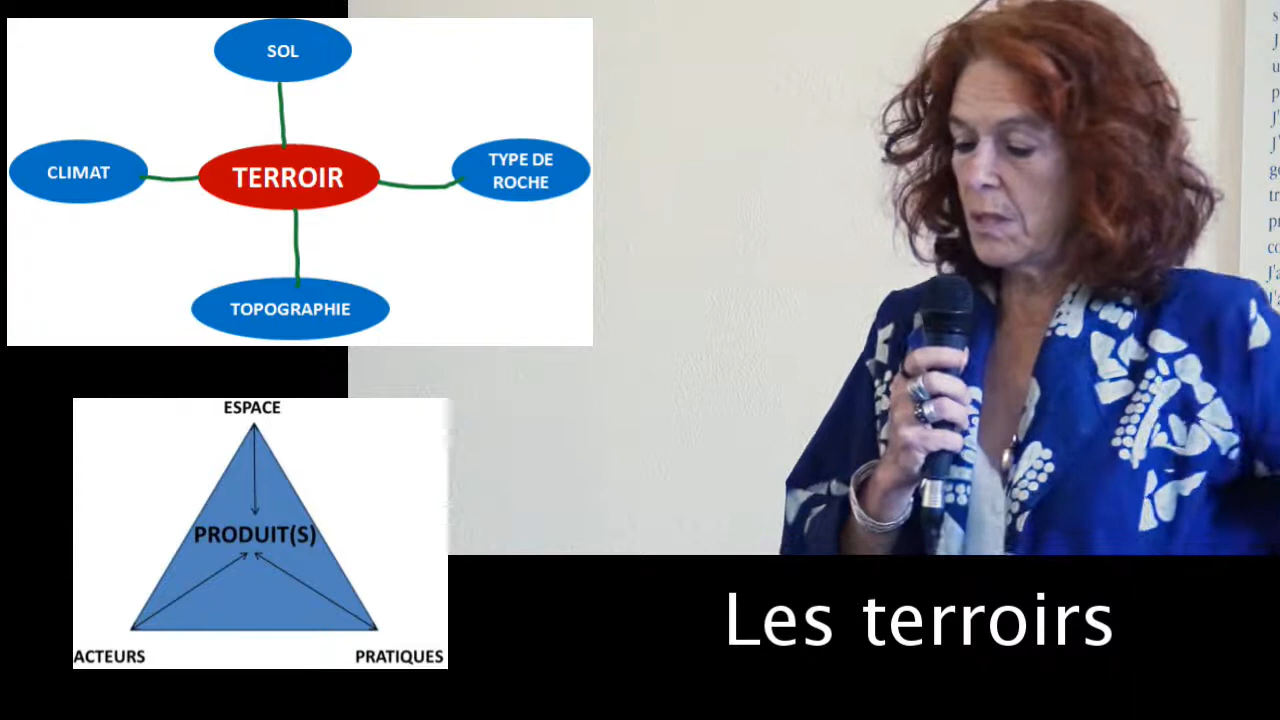 SOL
CLIMAT
TERROIR
TYPE DE
ROCHE
TOPOGRAPHIE
ESPACE
PRODUIT(S)
ACTEURS
PRATIQUES
Les terroirs